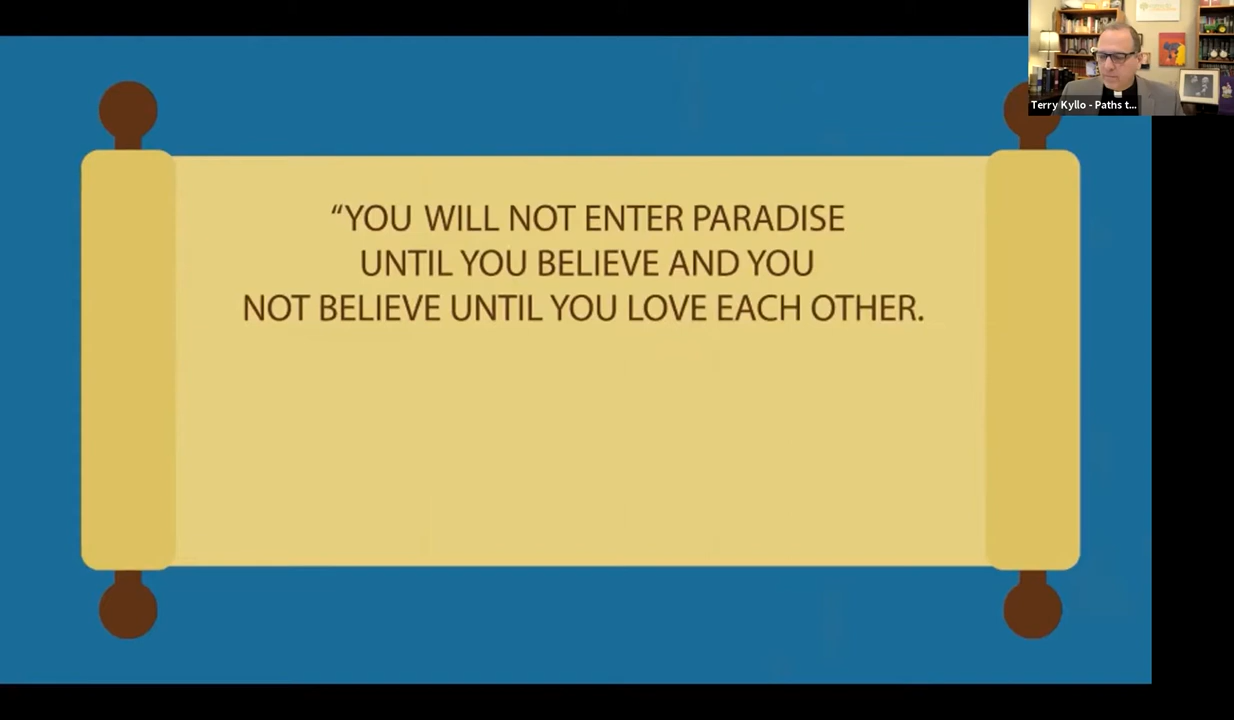 Terry Kyllo - Paths t...
“YOU WILL NOT ENTER PARADISE
UNTIL YOU BELIEVE AND YOU
NOT BELIEVE UNTIL YOU LOVE EACH OTHER.